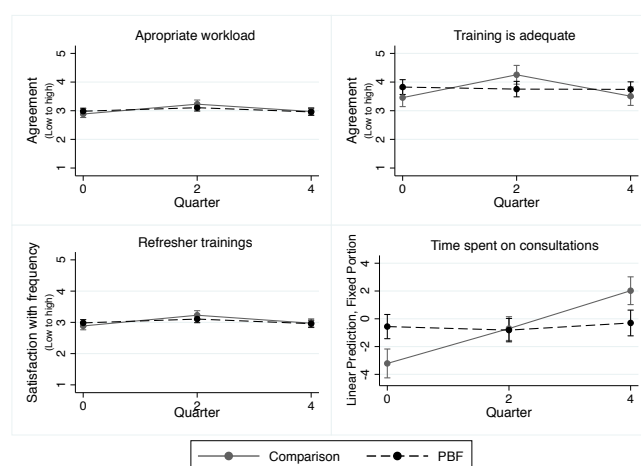 Apropriate workload
Agreement
(Low to high)
1 2 3 4 5
0 2 4
Quarter
Training is adequate
Agreement
(Low to high)
1 2 3 4 5
0 2 4
Quarter
Refresher trainings
Satisfaction with frequency
(Low to high)
1 2 3 4 5
0 2 4
Quarter
Time spent on consultations
Linear Prediction, Fixed Portion
-4 -2 0 2 4
0 2 4
Quarter
Comparison PBF